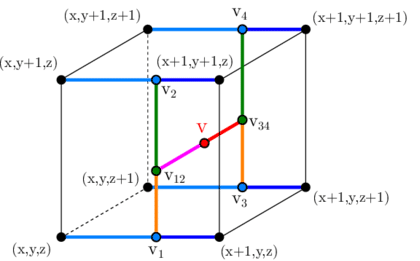 (x,y+1,z+1) v4 (x+1,y+1,z+1)
(x,y+1,z) (x+1,y+1,z)
v2
v v34
(x,y,z+1) v12
v3 (x+1,y,z+1)
(x,y,z) v1 (x+1,y,z)